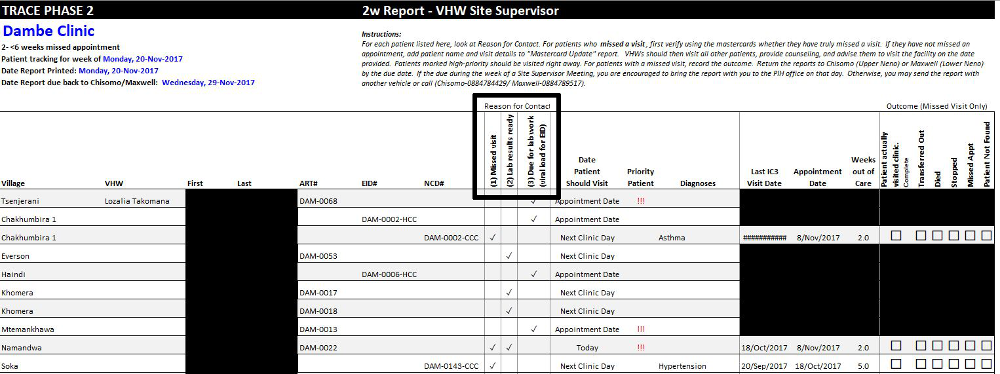 TRACE PHASE 2 2w Report - VHW Site Supervisor
Dambe Clinic
2- <6 weeks missed appointment
Patient tracking for week of Monday, 20-Nov-2017
Date Report Printed: Monday, 20-Nov-2017
Date Report due back to Chisomo/Maxwell: Wednesday, 29-Nov-2017
Instructions:
For each patient listed here, look at Reason for Contact. For patients who missed a visit, first verify using the mastercards whether they have truly missed a visit. If they have not missed an
appointment, add patient name and visit details to "Mastercard Update" report. VHWs should then visit all other patients, provide counseling, and advise them to visit the facility on the date
provided. Patients marked high-priority should be visited right away. For patients with a missed visit, record the outcome. Return the reports to Chisomo (Upper Neno) or Maxwell (Lower Neno)
by the due date. If the due during the week of a Site Supervisor Meeting, you are encouraged to bring the report with you to the PIH office on that day. Otherwise, you may send the report with
another vehicle or call (Chisomo-0884784429/ Maxwell-0884789517).
Reason for Contact Outcome (Missed Visit Only)
Village VHW First Last ART# EID# NCD#
(1) Missed visit
(2) Lab results ready
(3) Due for lab work
(viral load for EID)
Date
Patient
Should Visit
Priority
Patient
Diagnoses
Last IC3
Visit Date
Appointment
Date
Weeks
out of
Care
Patient actually
visited clinic.
Complete
Transferred Out
Died
Stopped
Missed Appt
Patient Not Found
Tsenjerani Lozalia Takomana DAM-0068 ✓ Appointment Date !!!
Chakhumbira 1 DAM-0002-HCC ✓ Appointment Date
Chakhumbira 1 DAM-0002-CCC ✓ Next Clinic Day Asthma ########### 8/Nov/2017 2.0 ☐ ☐ ☐ ☐ ☐ ☐
Everson DAM-0053 ✓ Next Clinic Day
Haindi DAM-0006-HCC ✓ Appointment Date
Khomera DAM-0017 ✓ Next Clinic Day
Khomera DAM-0018 ✓ Next Clinic Day
Mtemankhawa DAM-0013 ✓ Appointment Date !!!
Namandwa DAM-0022 ✓ ✓ Today !!! 18/Oct/2017 8/Nov/2017 2.0 ☐ ☐ ☐ ☐ ☐ ☐
Soka DAM-0143-CCC ✓ Next Clinic Day Hypertension 20/Sep/2017 18/Oct/2017 5.0 ☐ ☐ ☐ ☐ ☐ ☐